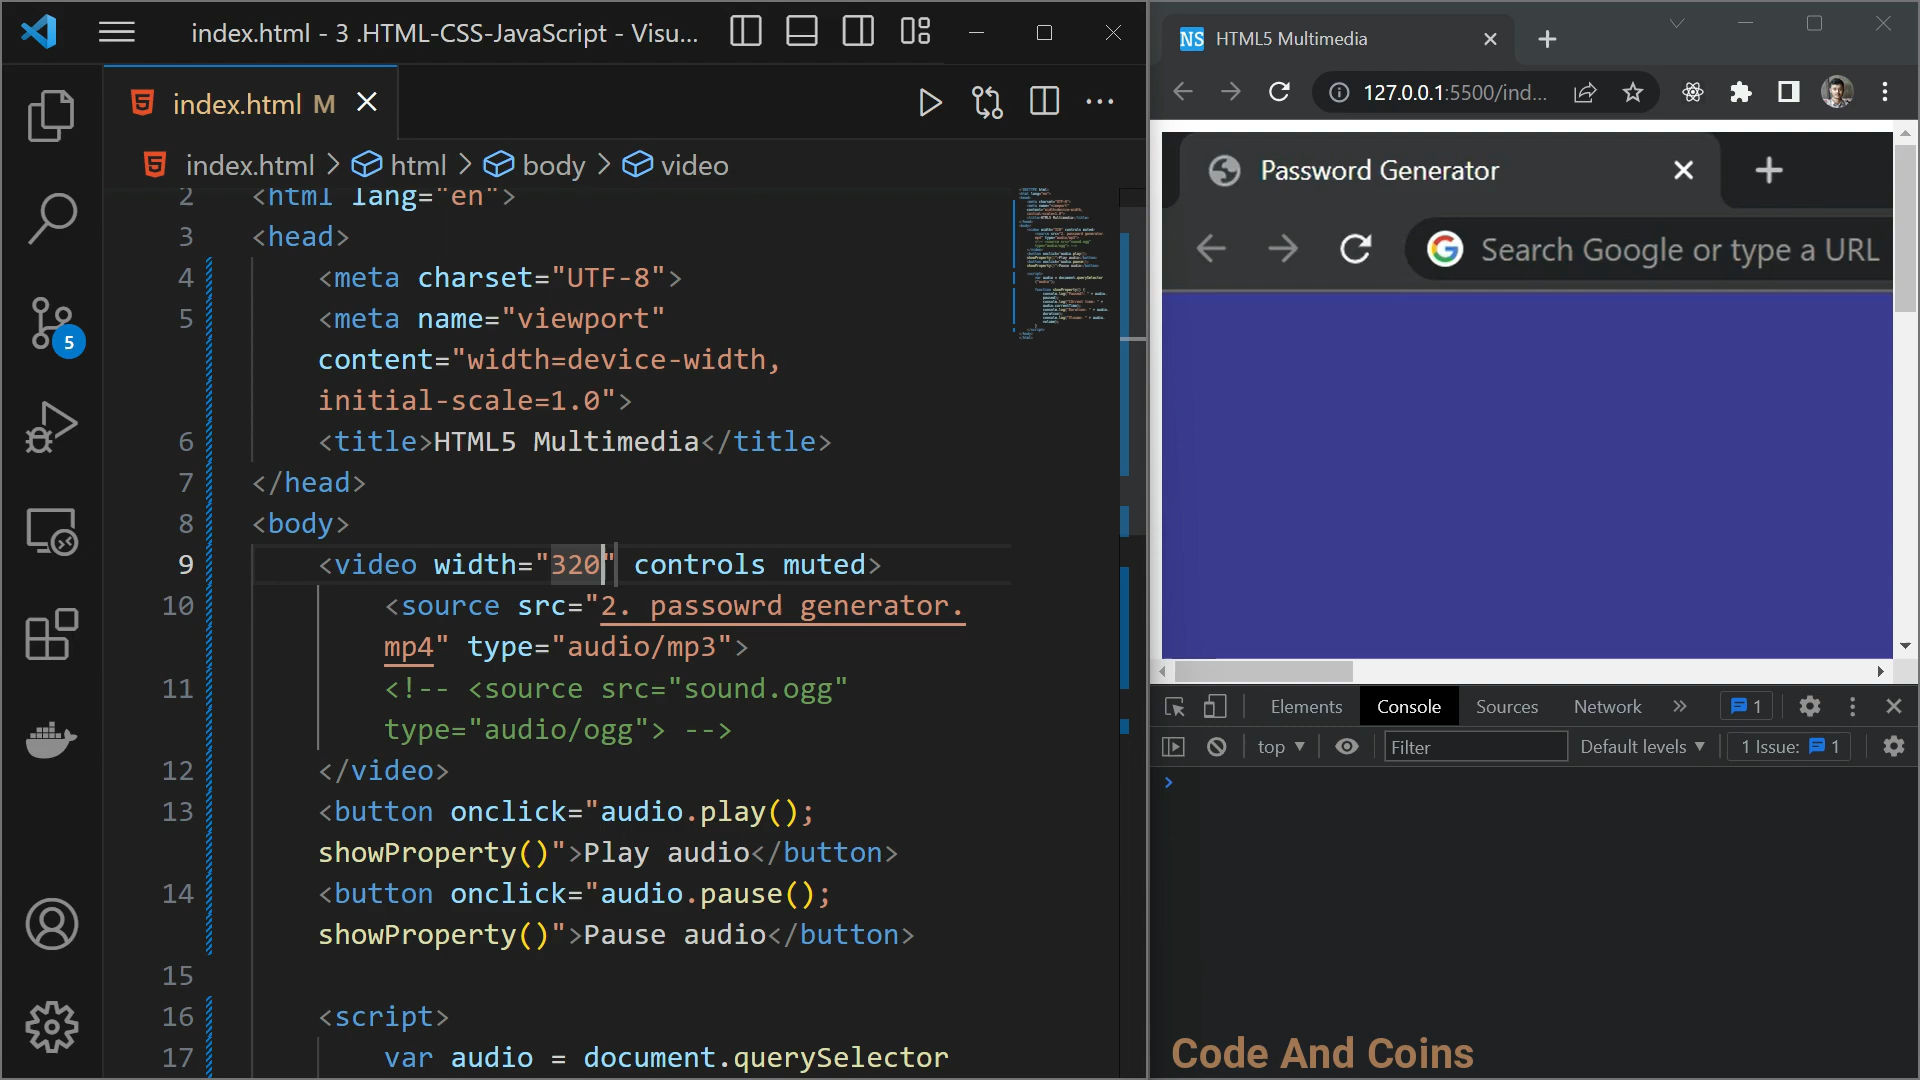 index.html - 3 .HTML-CSS-JavaScript - Visu...
index.html M
index.html > html > body > video
2 <html lang="en">
3 <head>
4 <meta charset="UTF-8">
5 <meta name="viewport"
content="width=device-width,
initial-scale=1.0">
6 <title>HTML5 Multimedia</title>
7 </head>
8 <body>
9 <video width="320" controls muted>
10 <source src="2. passowrd generator.
mp4" type="audio/mp3">
11 <!-- <source src="sound.ogg"
type="audio/ogg"> -->
12 </video>
13 <button onclick="audio.play();
showProperty()">Play audio</button>
14 <button onclick="audio.pause();
showProperty()">Pause audio</button>
15
16 <script>
17 var audio = document.querySelector
5
NS HTML5 Multimedia
127.0.0.1:5500/ind...
Password Generator
Search Google or type a URL
Elements Console Sources Network » 1
top Filter Default levels 1 Issue: 1
Code And Coins